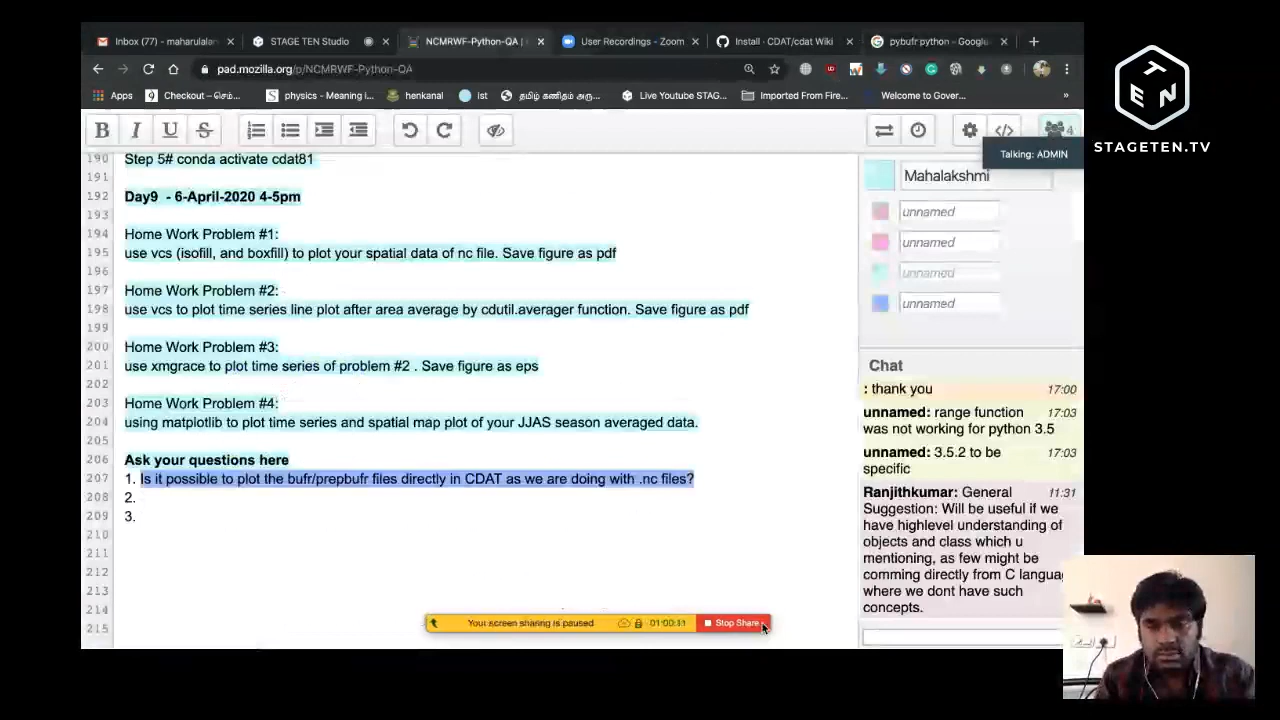 Inbox (77) - maharulalar
STAGE TEN Studio
NCMRWF-Python-QA |
User Recordings - Zoom
Install · CDAT/cdat Wiki
pybufr python - Google
pad.mozilla.org/p/NCMRWF-Python-QA
Apps
Checkout – செம்...
physics - Meaning i...
henkanal
ist
தமிழ் கணிதம் அரு...
Live Youtube STAG...
Imported From Fire...
Welcome to Gover...
»
B I U S
4
Talking: ADMIN
T
E N
STAGETEN.TV
190 Step 5# conda activate cdat81
191
192 Day9 - 6-April-2020 4-5pm
193
194 Home Work Problem #1:
195 use vcs (isofill, and boxfill) to plot your spatial data of nc file. Save figure as pdf
196
197 Home Work Problem #2:
198 use vcs to plot time series line plot after area average by cdutil.averager function. Save figure as pdf
199
200 Home Work Problem #3:
201 use xmgrace to plot time series of problem #2 . Save figure as eps
202
203 Home Work Problem #4:
204 using matplotlib to plot time series and spatial map plot of your JJAS season averaged data.
205
206 Ask your questions here
207 1. Is it possible to plot the bufr/prepbufr files directly in CDAT as we are doing with .nc files?
208 2.
209 3.
210
211
212
213
214
215
Mahalakshmi
unnamed
unnamed
unnamed
unnamed
Chat
: thank you 17:00
unnamed: range function 17:03
was not working for python 3.5
unnamed: 3.5.2 to be 17:03
specific
Ranjithkumar: General 11:31
Suggestion: Will be useful if we
have highlevel understanding of
objects and class which u
mentioning, as few might be
comming directly from C langua
where we dont have such
concepts.
Your screen sharing is paused
01:00:11
Stop Share